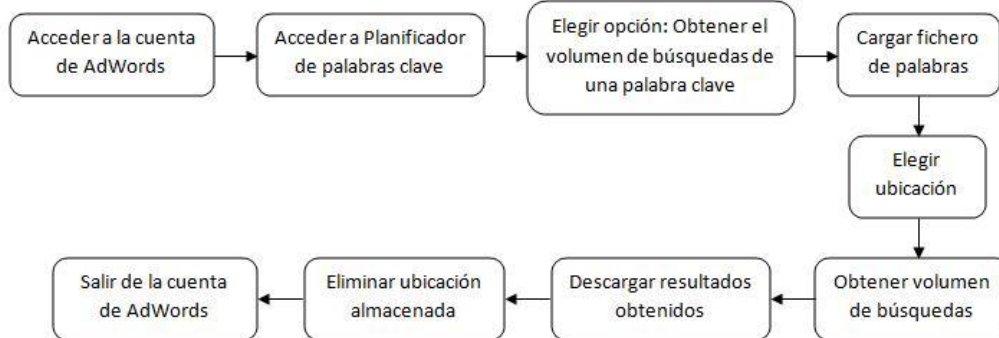 Acceder a la cuenta
de AdWords
Acceder a Planificador
de palabras clave
Elegir opción: Obtener el
volumen de búsquedas de
una palabra clave
Cargar fichero
de palabras
Elegir
ubicación
Obtener volumen
de búsquedas
Descargar resultados
obtenidos
Eliminar ubicación
almacenada
Salir de la cuenta
de AdWords